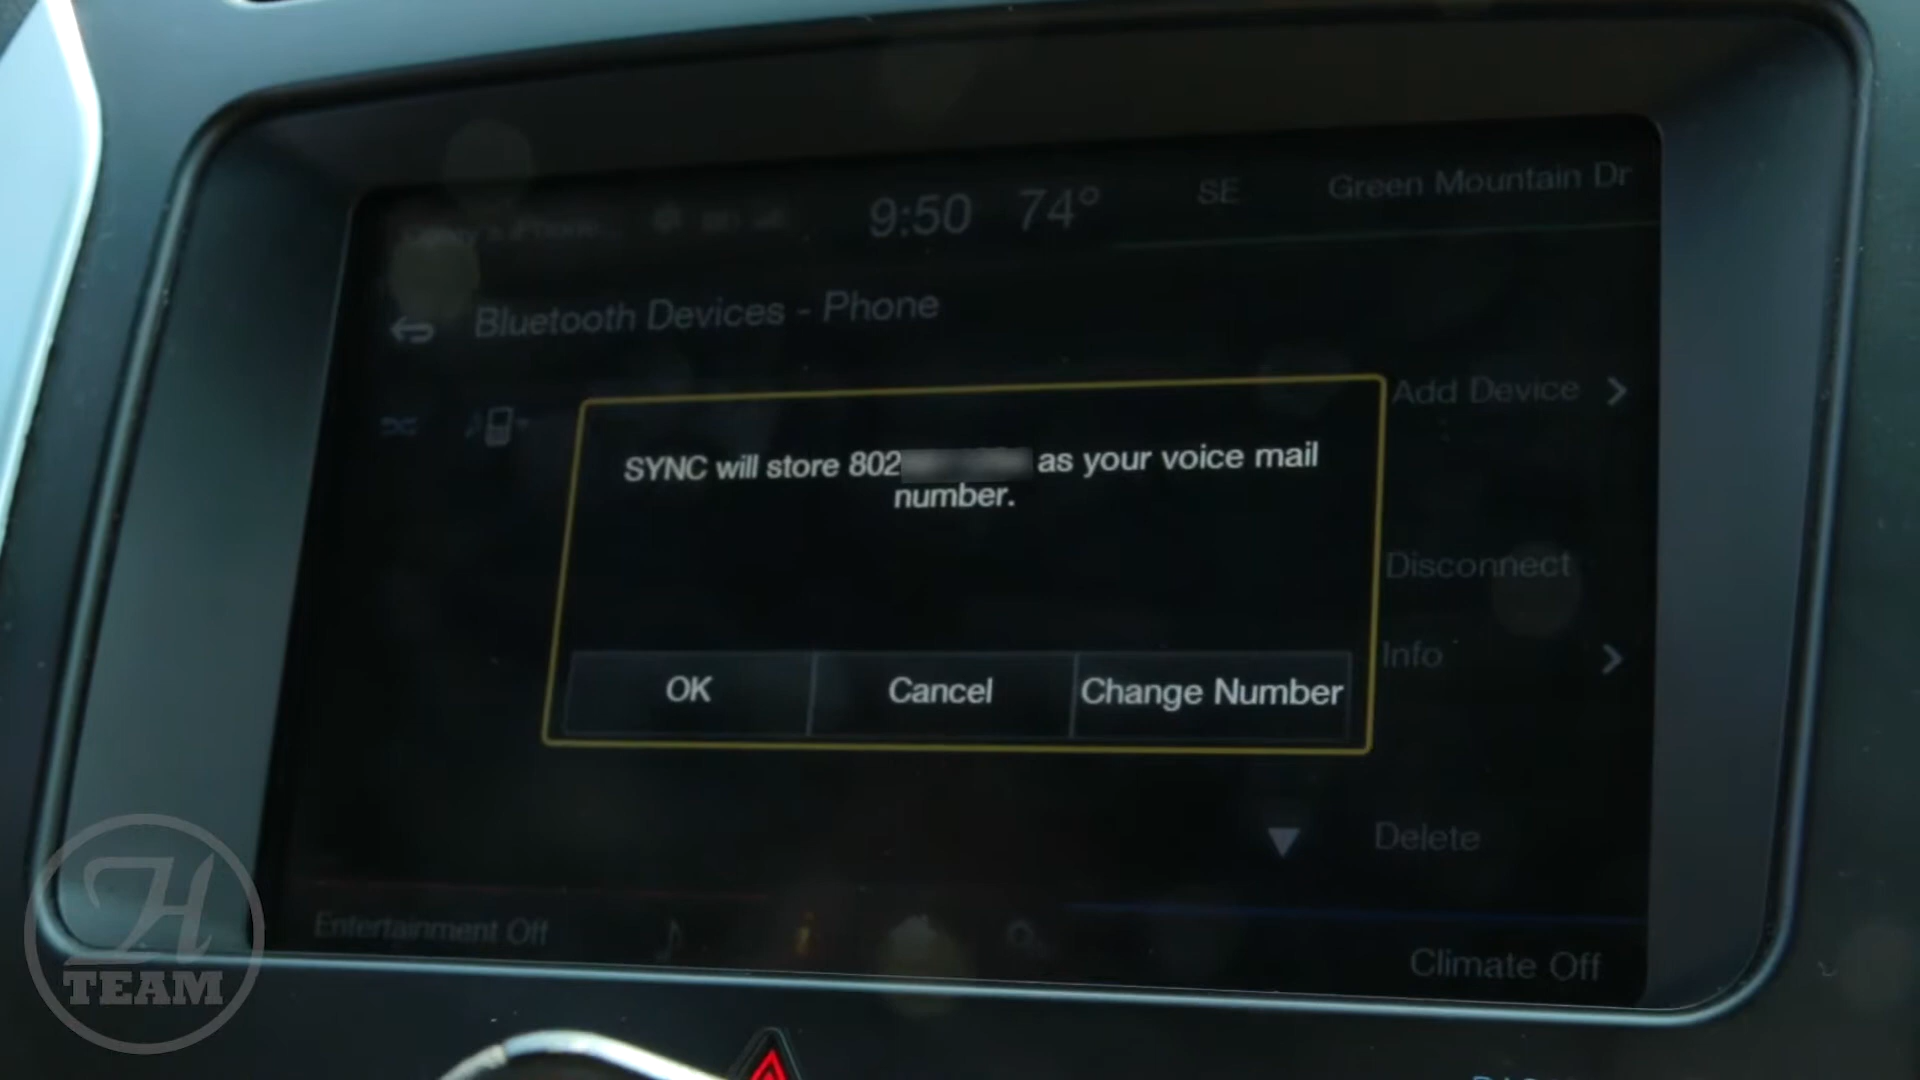 9:50 74° SE Green Mountain Dr
Bluetooth Devices - Phone
Add Device
SYNC will store 802 as your voice mail
number.
Disconnect
Info
OK Cancel Change Number
Delete
Entertainment Off
Climate Off
H
TEAM